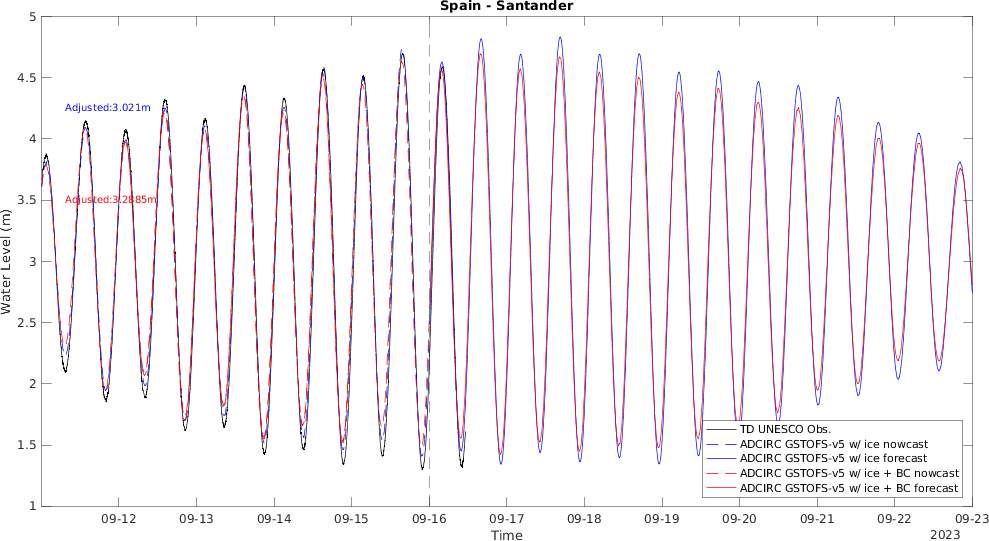 Spain - Santander
5
4.5
4
3.5
3
2.5
2
1.5
1
Water Level (m)
Adjusted:3.021m
Adjusted:3.2885m
TD UNESCO Obs.
ADCIRC GSTOFS-v5 w/ ice nowcast
ADCIRC GSTOFS-v5 w/ ice forecast
ADCIRC GSTOFS-v5 w/ ice + BC nowcast
ADCIRC GSTOFS-v5 w/ ice + BC forecast
09-12 09-13 09-14 09-15 09-16 09-17 09-18 09-19 09-20 09-21 09-22 09-23
Time
2023